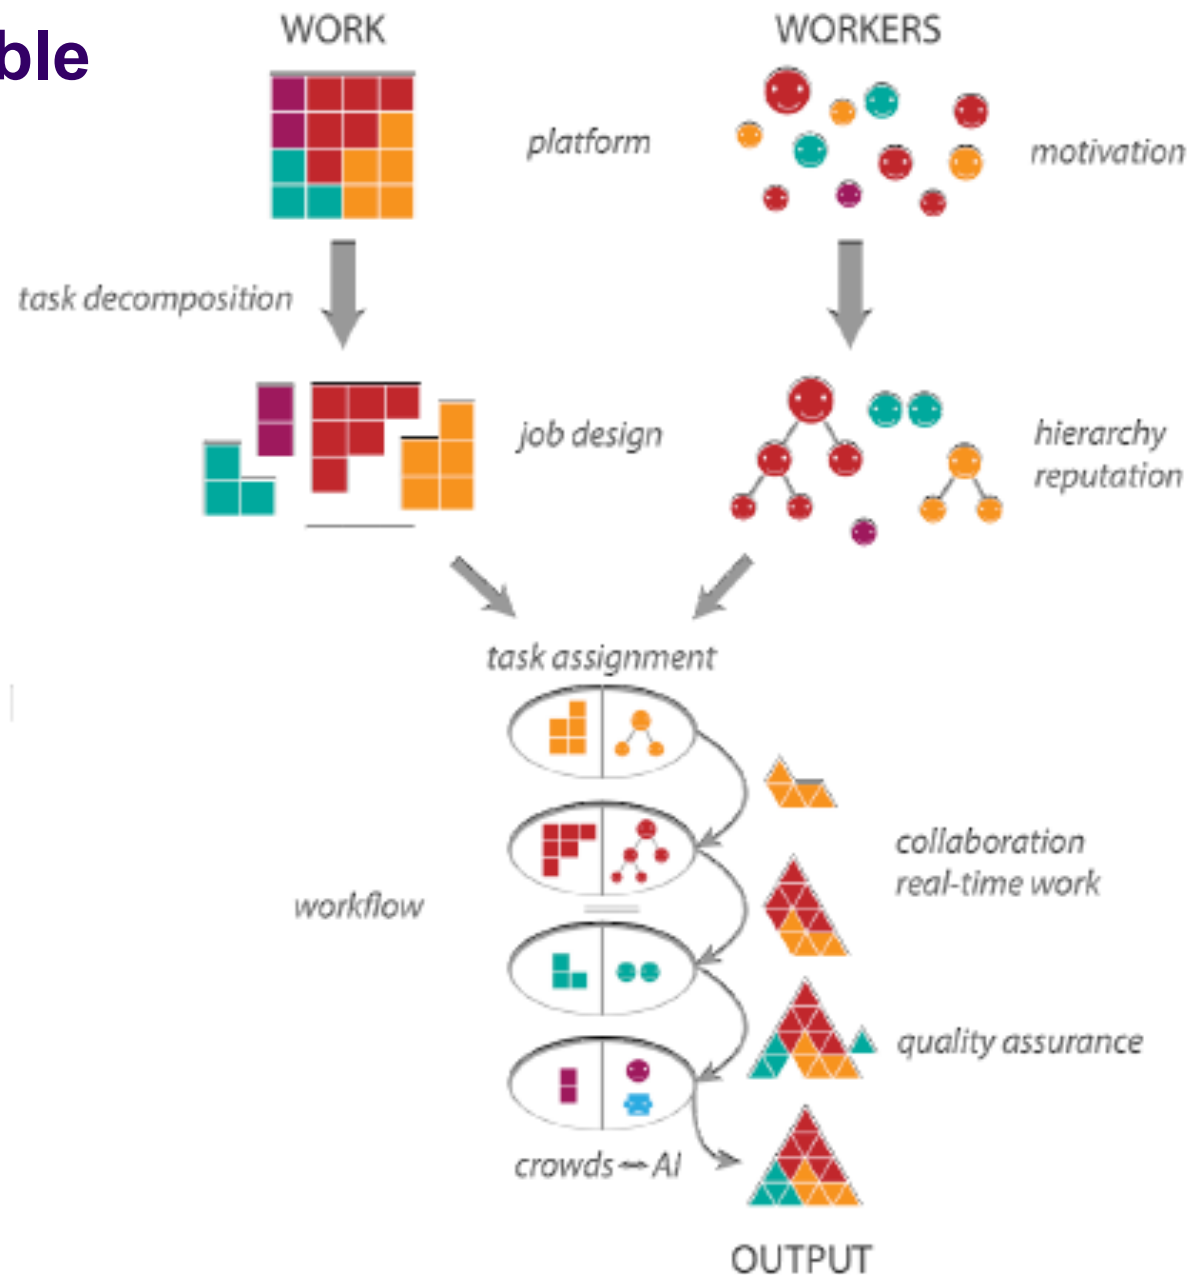 ble
WORK
WORKERS
platform
motivation
task decomposition
job design
hierarchy
reputation
task assignment
collaboration
real-time work
workflow
quality assurance
crowds↔AI
OUTPUT